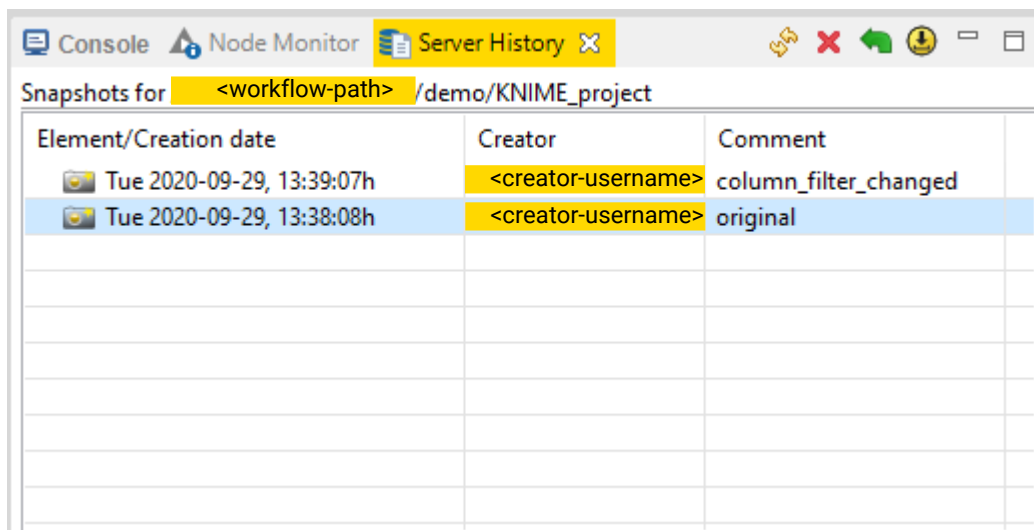 Console Node Monitor Server History
Snapshots for <workflow-path> /demo/KNIME_project
Element/Creation date Creator Comment
Tue 2020-09-29, 13:39:07h <creator-username> column_filter_changed
Tue 2020-09-29, 13:38:08h <creator-username> original